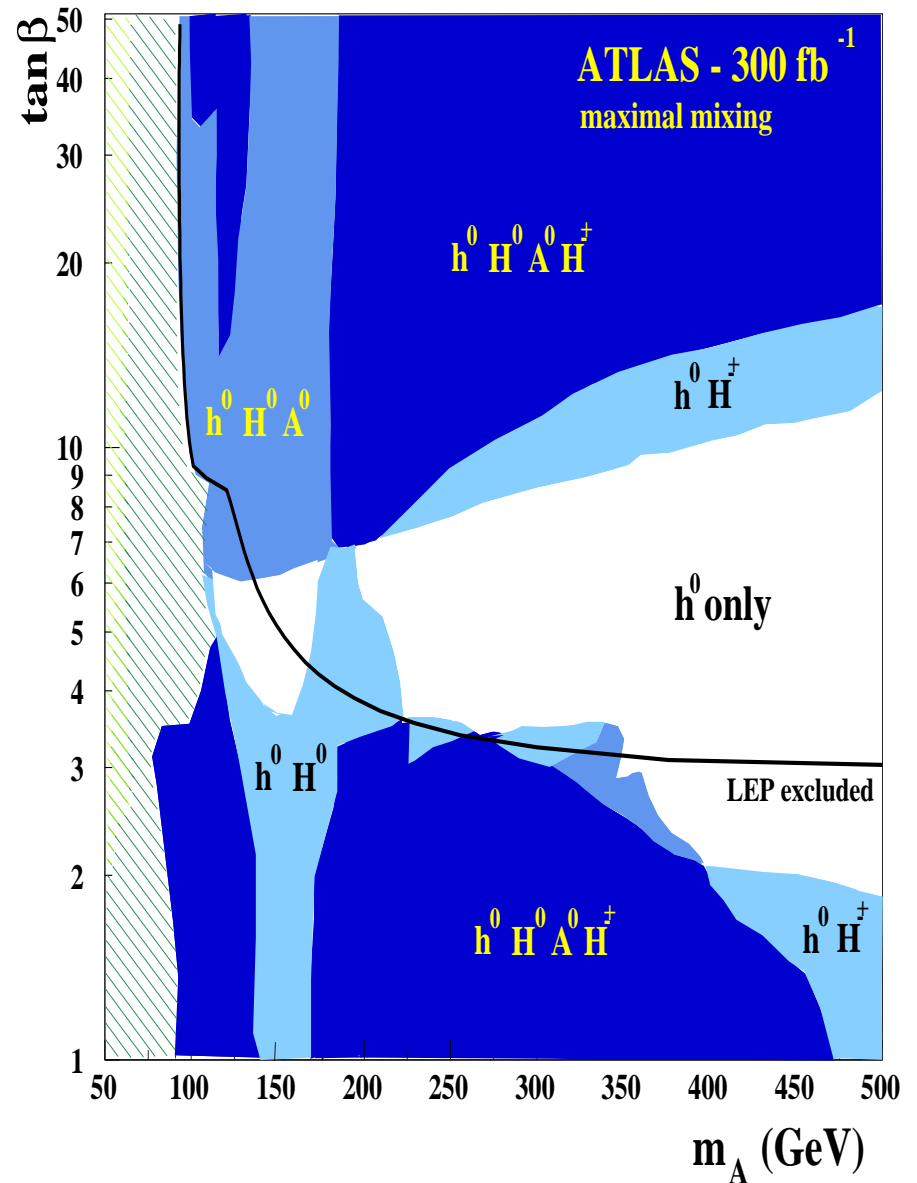 tan β
50
40
30
20
10
9
8
7
6
5
4
3
2
1
ATLAS - 300 fb⁻¹
maximal mixing
h⁰ H⁰ A⁰ H±
h⁰ H±
h⁰ H⁰ A⁰
h⁰ only
h⁰ H⁰
LEP excluded
h⁰ H⁰ A⁰ H±
h⁰ H±
50 100 150 200 250 300 350 400 450 500
m_A (GeV)